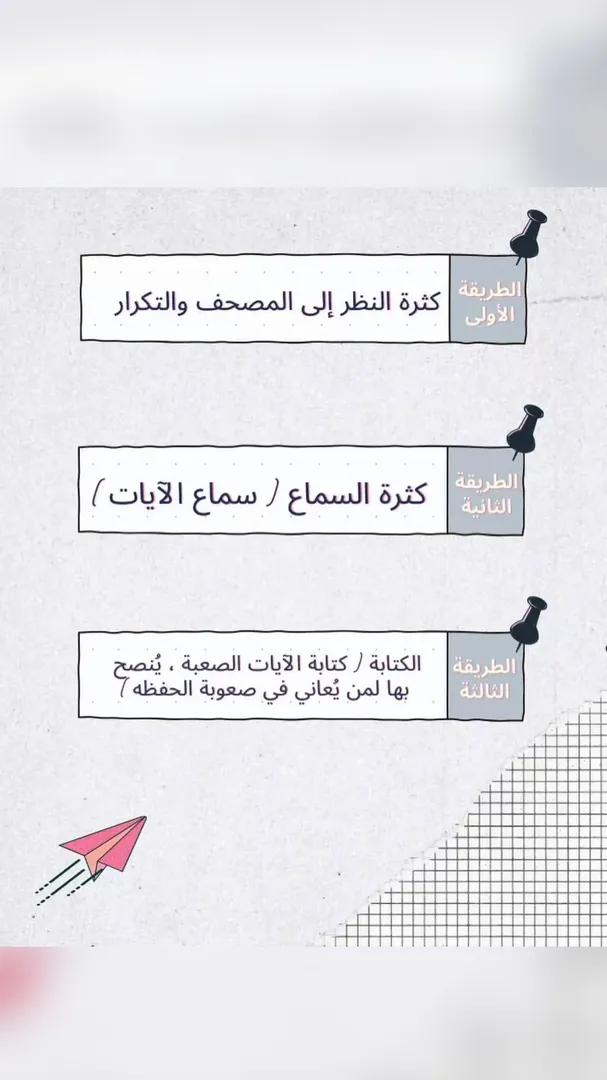 الطريقة
الأولى
كثرة النظر إلى المصحف والتكرار
الطريقة
الثانية
كثرة السماع ( سماع الآيات )
الطريقة
الثالثة
الكتابة ( كتابة الآيات الصعبة ، يُنصح
بها لمن يُعاني في صعوبة الحفظه )